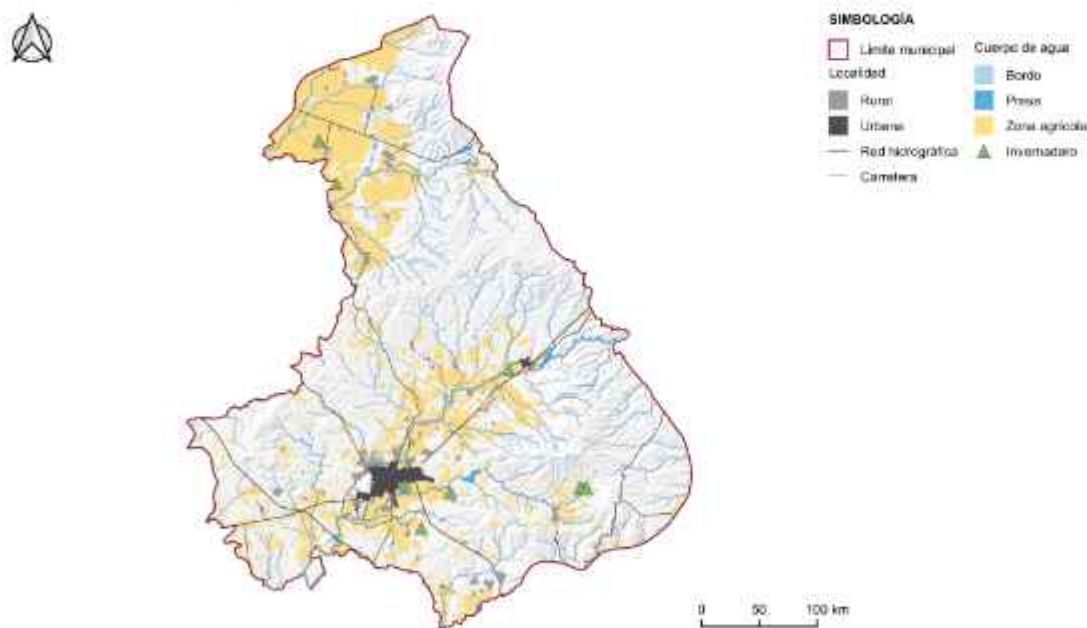 SIMBOLOGÍA
Límite municipal
Localidad
Rural
Urbana
Red hidrográfica
Carretera
Cuerpo de agua
Bordo
Presa
Zona agrícola
Invernadero
0 50 100 km